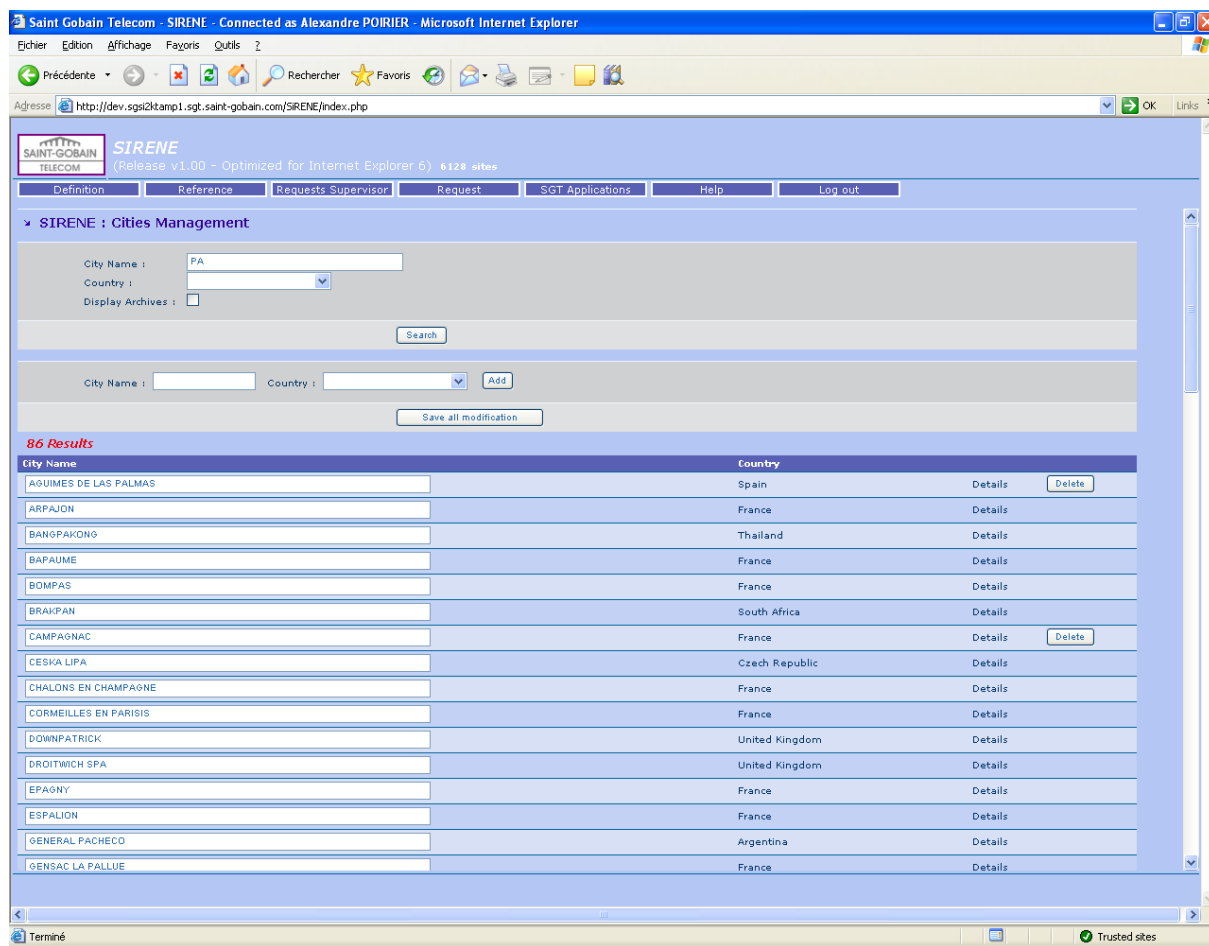 Saint Gobain Telecom - SIRENE - Connected as Alexandre POIRIER - Microsoft Internet Explorer
Fichier Edition Affichage Favoris Outils ?
Précédente Rechercher Favoris
Adresse http://dev.sgsi2ktamp1.sgt.saint-gobain.com/SiRENE/index.php OK Links
SAINT-GOBAIN
TELECOM
SIRENE
(Release v1.00 - Optimized for Internet Explorer 6) 6128 sites
Definition Reference Requests Supervisor Request SGT Applications Help Log out
SIRENE : Cities Management
City Name : PA
Country :
Display Archives :
Search
City Name : Country : Add
Save all modification
86 Results
City Name Country
AGUIMES DE LAS PALMAS Spain Details Delete
ARPAJON France Details
BANGPAKONG Thailand Details
BAPAUME France Details
BOMPAS France Details
BRAKPAN South Africa Details
CAMPAGNAC France Details Delete
CESKA LIPA Czech Republic Details
CHALONS EN CHAMPAGNE France Details
CORMEILLES EN PARISIS France Details
DOWNPATRICK United Kingdom Details
DROITWICH SPA United Kingdom Details
EPAGNY France Details
ESPALION France Details
GENERAL PACHECO Argentina Details
GENSAC LA PALLUE France Details
Terminé Trusted sites